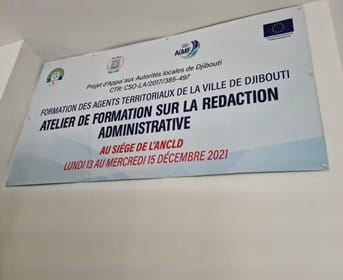 AIMF
Projet d'Appui aux Autorités locales de Djibouti
CTR: CSO-LA/2017/385-497
FORMATION DES AGENTS TERRITORIAUX DE LA VILLE DE DJIBOUTI
ATELIER DE FORMATION SUR LA REDACTION
ADMINISTRATIVE
AU SIÉGE DE L'ANCLD
LUNDI 13 AU MERCREDI 15 DÉCEMBRE 2021